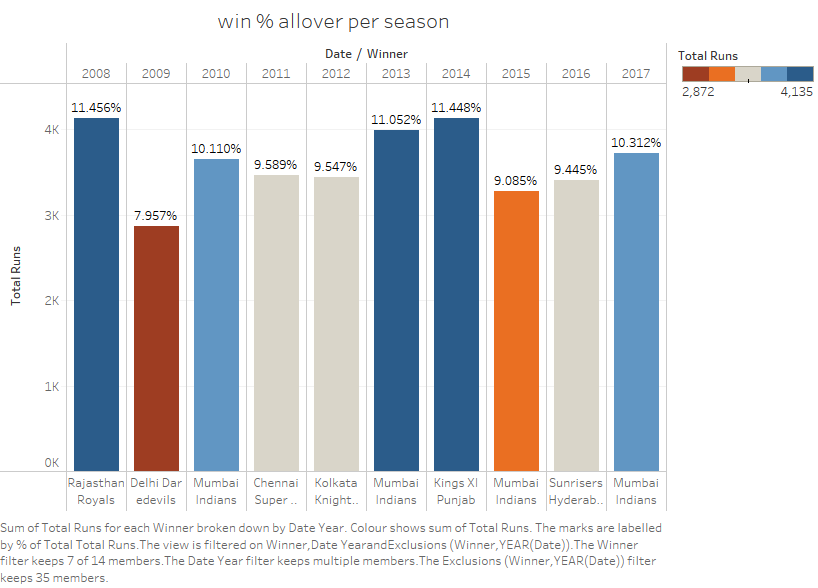 win % allover per season
Date / Winner
Total Runs
2008 2009 2010 2011 2012 2013 2014 2015 2016 2017
2,872 4,135
11.456% 11.448%
11.052%
10.312%
10.110%
9.589% 9.547% 9.445%
9.085%
7.957%
4K
3K
2K
1K
0K
Total Runs
Rajasthan Delhi Dar Mumbai Chennai Kolkata Mumbai Kings XI Mumbai Sunrisers Mumbai
Royals edevils Indians Super .. Knight.. Indians Punjab Indians Hyderab.. Indians
Sum of Total Runs for each Winner broken down by Date Year. Colour shows sum of Total Runs. The marks are labelled
by % of Total Total Runs.The view is filtered on Winner,Date YearandExclusions (Winner,YEAR(Date)).The Winner
filter keeps 7 of 14 members.The Date Year filter keeps multiple members.The Exclusions (Winner,YEAR(Date)) filter
keeps 35 members.